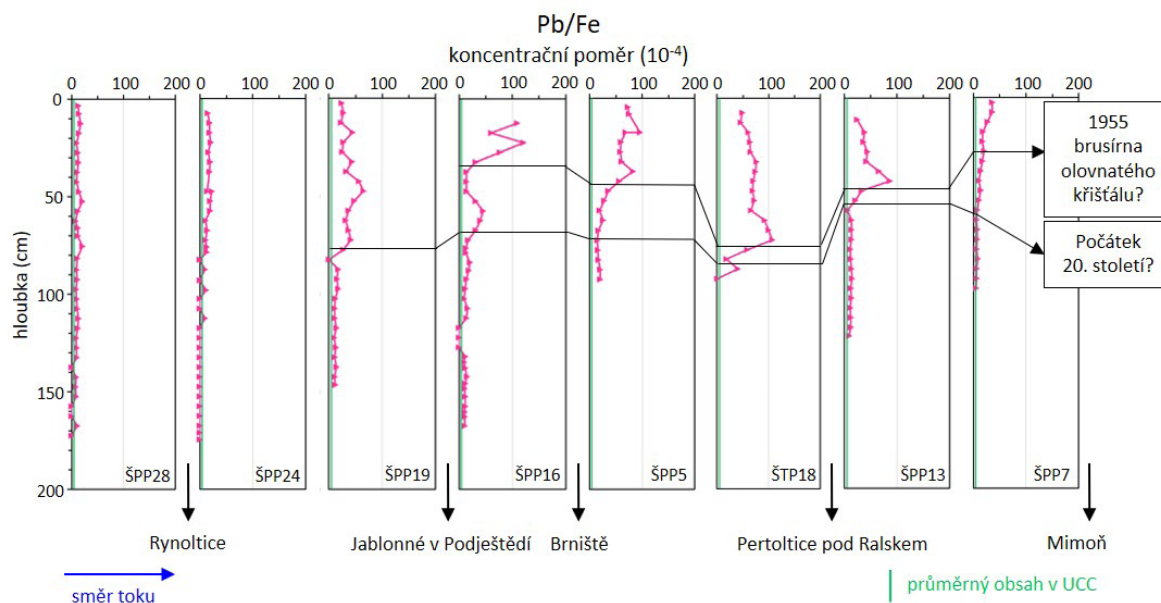 Pb/Fe
koncentrační poměr (10⁻⁴)
0 100 200 0 100 200 0 100 200 0 100 200 0 100 200 0 100 200 0 100 200 0 100 200
0
50
100
150
200
hloubka (cm)
1955
brusírna
olovnatého
křišťálu?
Počátek
20. století?
ŠPP28 ŠPP24 ŠPP19 ŠPP16 ŠPP5 ŠTP18 ŠPP13 ŠPP7
Rynoltice Jablonné v Podještědí Brniště Pertoltice pod Ralskem Mimoň
směr toku
průměrný obsah v UCC